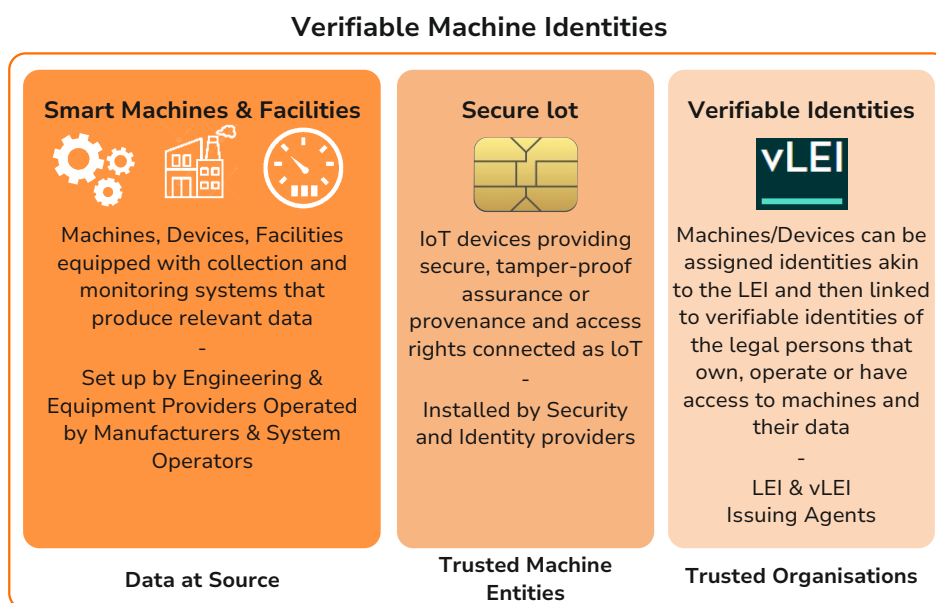 Verifiable Machine Identities
Smart Machines & Facilities
Machines, Devices, Facilities
equipped with collection and
monitoring systems that
produce relevant data
-
Set up by Engineering &
Equipment Providers Operated
by Manufacturers & System
Operators
Data at Source
Secure lot
IoT devices providing
secure, tamper-proof
assurance or
provenance and access
rights connected as loT
-
Installed by Security
and Identity providers
Trusted Machine
Entities
Verifiable Identities
vLEI
Machines/Devices can be
assigned identities akin
to the LEI and then linked
to verifiable identities of
the legal persons that
own, operate or have
access to machines and
their data
-
LEI & vLEI
Issuing Agents
Trusted Organisations